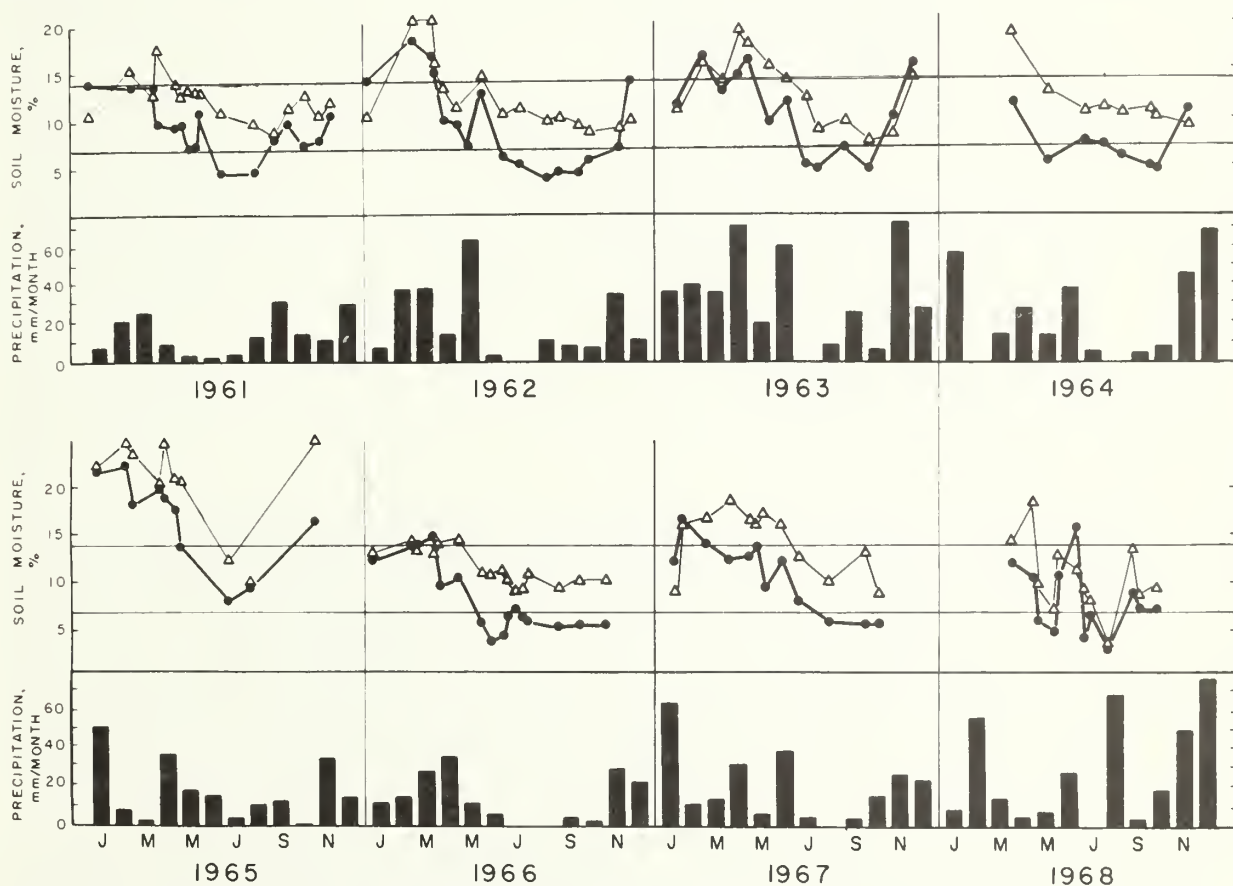 SOIL MOISTURE,
%
20
15
10
5
PRECIPITATION,
mm/MONTH
60
40
20
0
1961 1962 1963 1964
SOIL MOISTURE,
%
20
15
10
5
PRECIPITATION,
mm/MONTH
60
40
20
0
J M M J S N J M M J S N J M M J S N J M M J S N
1965 1966 1967 1968